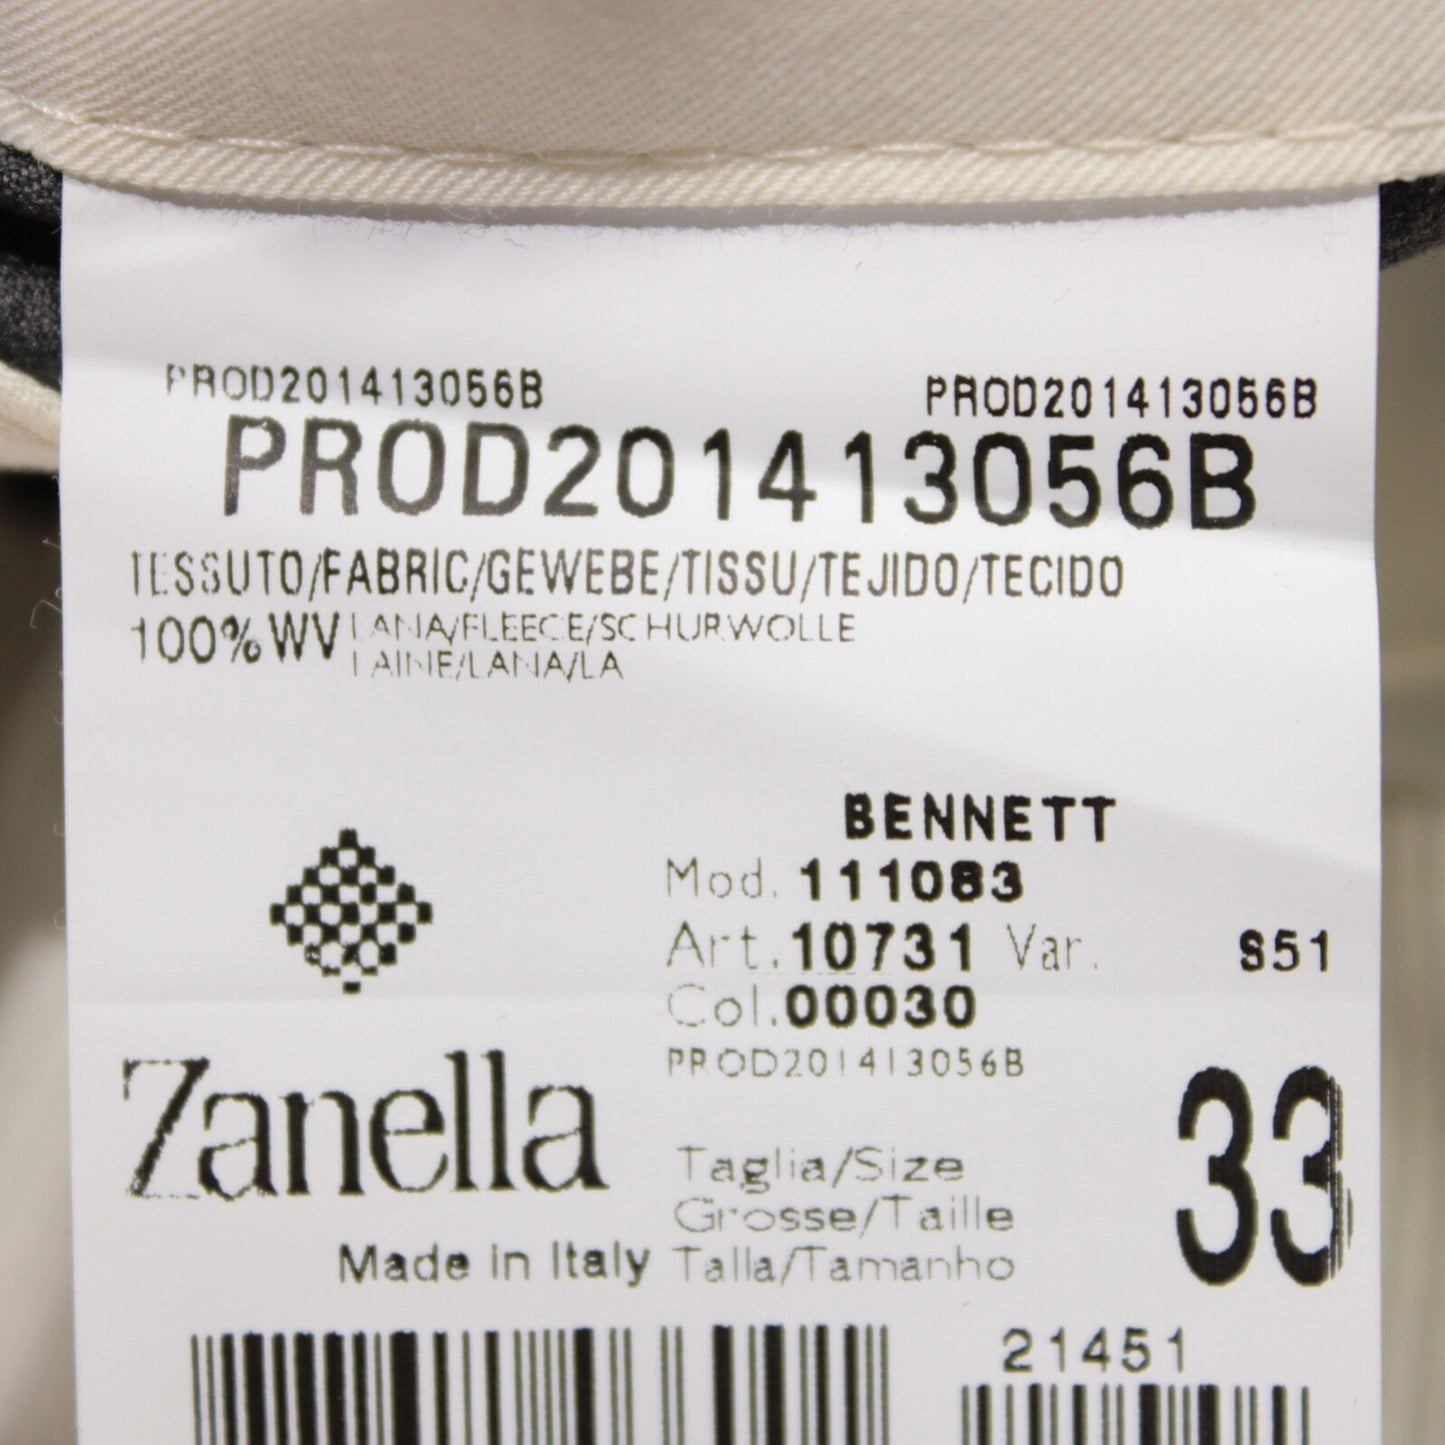 PROD201413056B PROD201413056B
PROD201413056B
TESSUTO/FABRIC/GEWEBE/TISSU/TEJIDO/TECIDO
100% WV LANA/FLEECE/SCHURWOLLE
LAINE/LANA/LA
BENNETT
Mod. 111083
Art. 10731 Var. S51
Col. 00030
PROD201413056B
Zanella
33
Taglia/Size
Grosse/Taille
Made in Italy Talla/Tamanho
21451